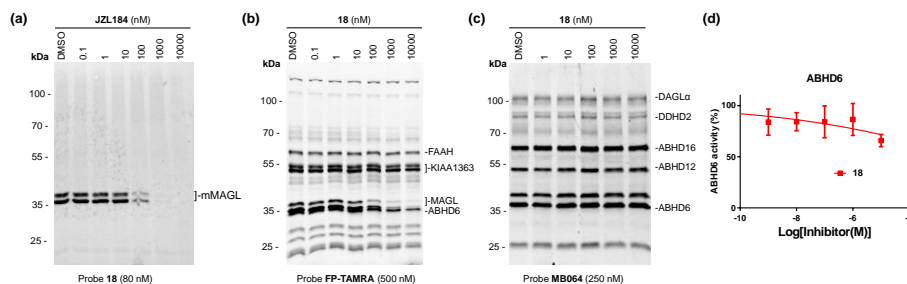 (a)
JZL184 (nM)
DMSO
0.1
1
10
100
1000
10000
kDa
100 -
70 -
55 -
35 -
25 -
]-mMAGL
Probe 18 (80 nM)
(b)
18 (nM)
DMSO
0.1
1
10
100
1000
10000
kDa
100 -
70 -
55 -
35 -
25 -
-FAAH
]-KIAA1363
]-MAGL
-ABHD6
Probe FP-TAMRA (500 nM)
(c)
18 (nM)
DMSO
1
10
100
1000
10000
kDa
100 -
70 -
55 -
35 -
25 -
-DAGLα
-DDHD2
-ABHD16
-ABHD12
-ABHD6
Probe MB064 (250 nM)
(d)
ABHD6
ABHD6 activity (%)
100
50
0
18
-10
-8
-6
Log[Inhibitor(M)]